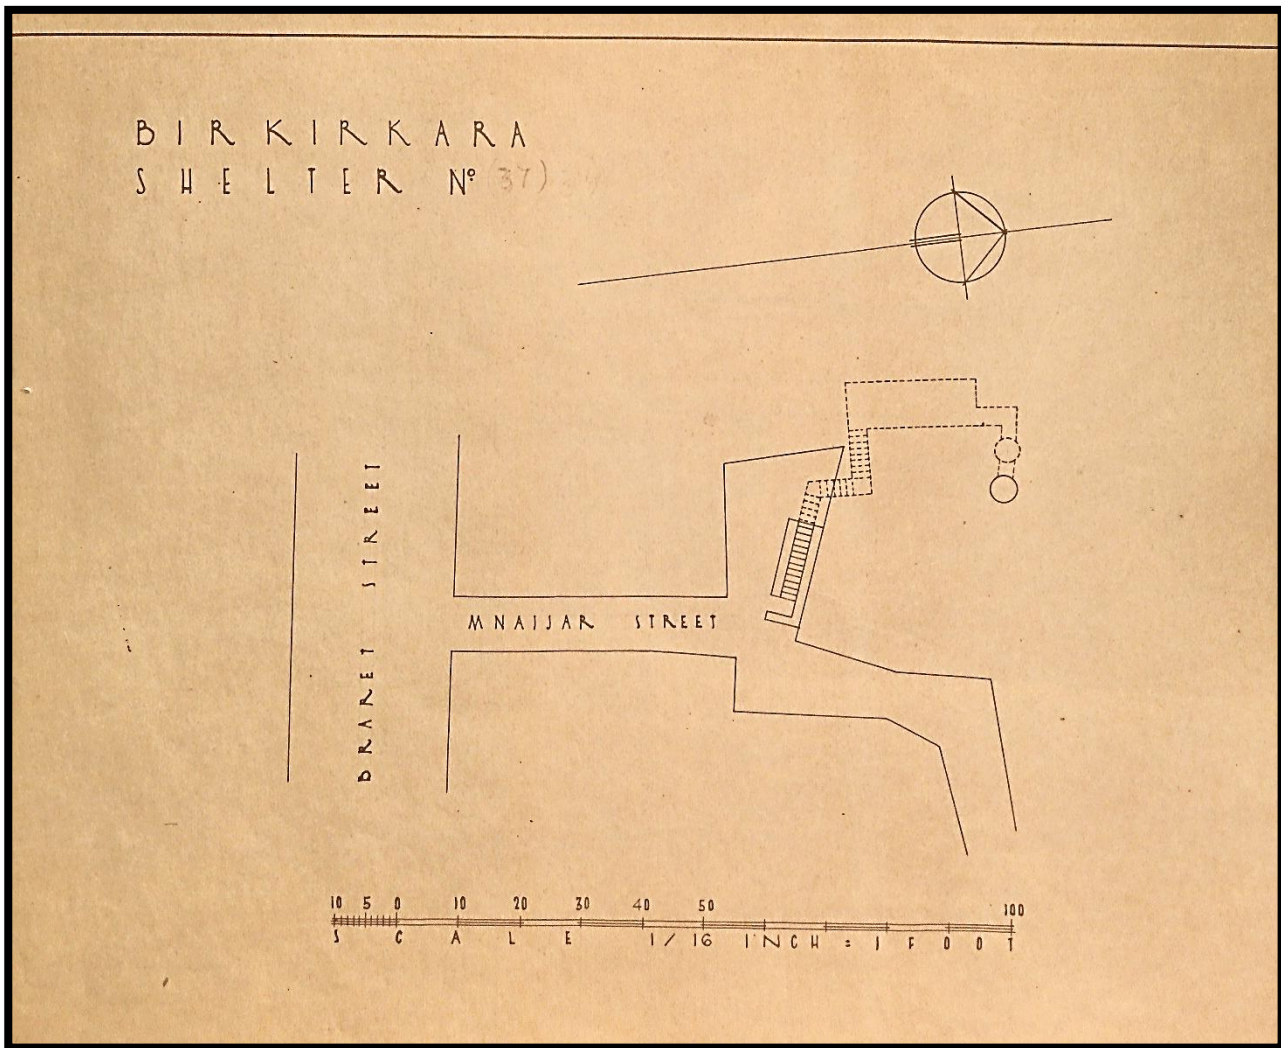 BIRKIRKARA
SHELTER Nº (37)
BRARET STREET
MNAIJAR STREET
10 5 0 10 20 30 40 50 100
SCALE 1/16 INCH = 1 FOOT